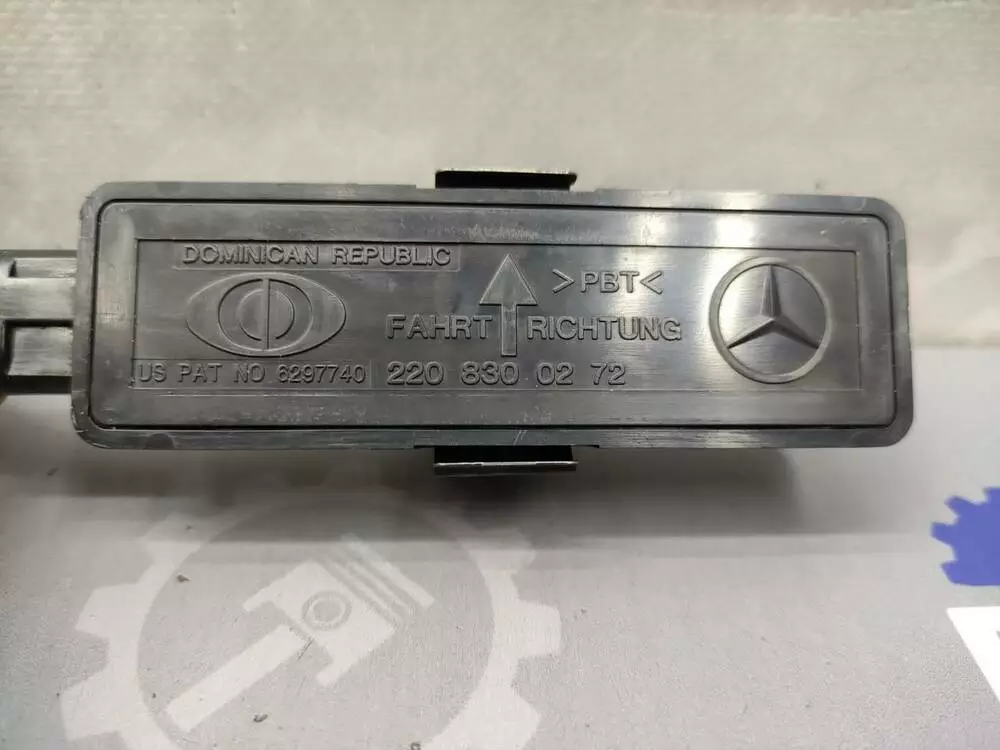 DOMINICAN REPUBLIC
>PBT<
FAHRT RICHTUNG
US PAT NO 6297740
220 830 02 72